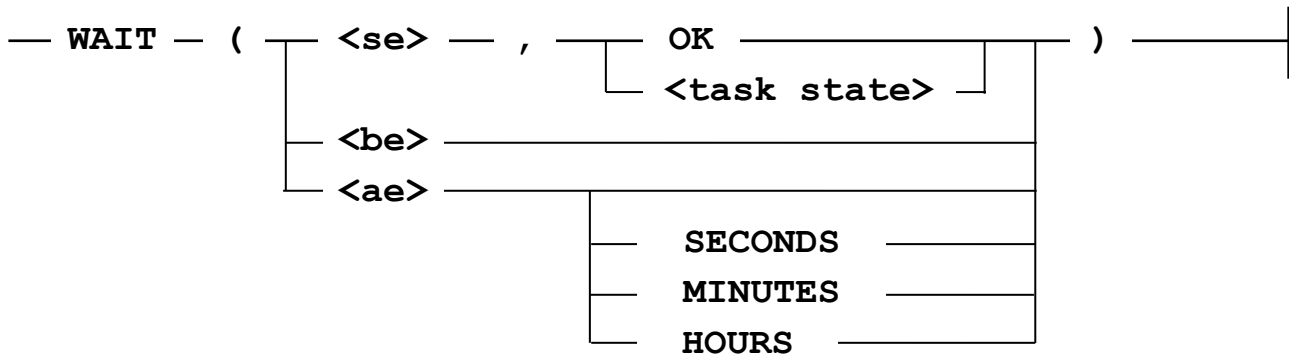 WAIT ( <se> , OK )
<task state>
<be>
<ae>
SECONDS
MINUTES
HOURS